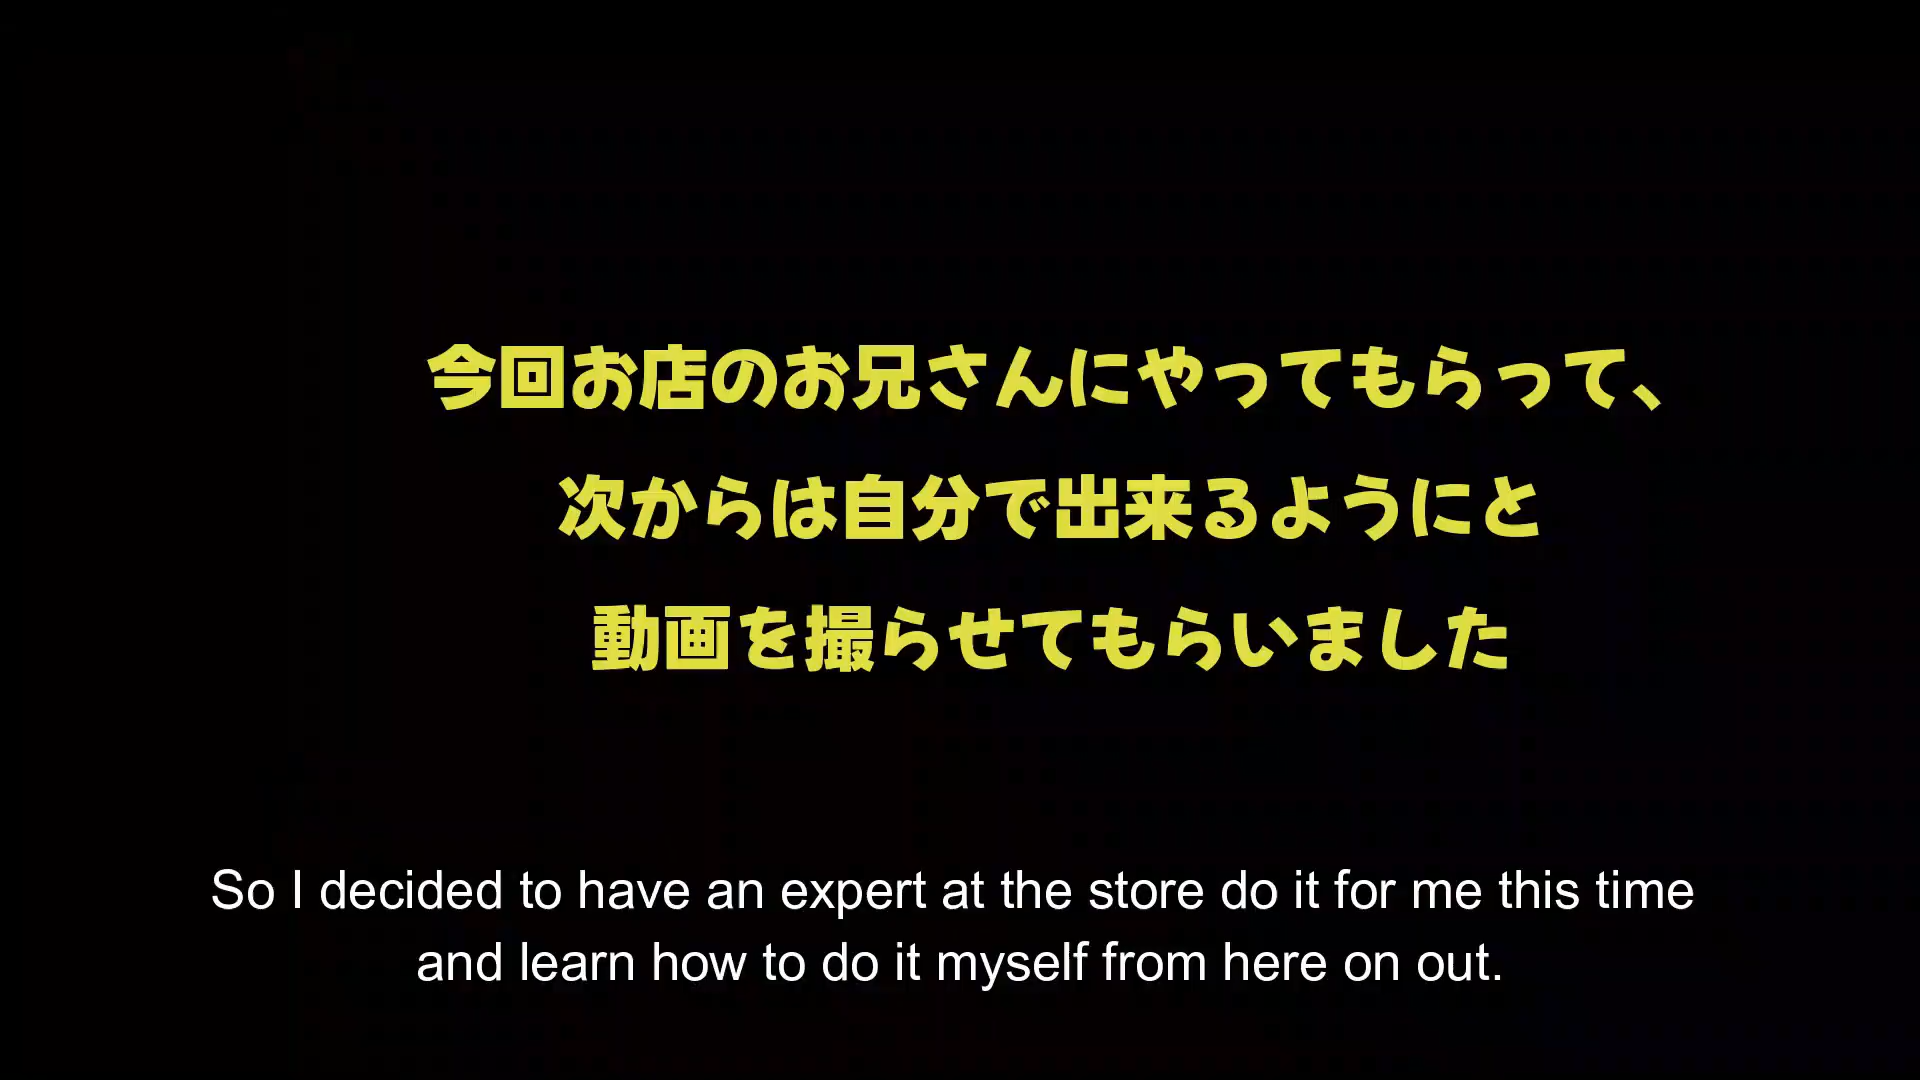 今回お店のお兄さんにやってもらって、
次からは自分で出来るようにと
動画を撮らせてもらいました
So I decided to have an expert at the store do it for me this time
and learn how to do it myself from here on out.